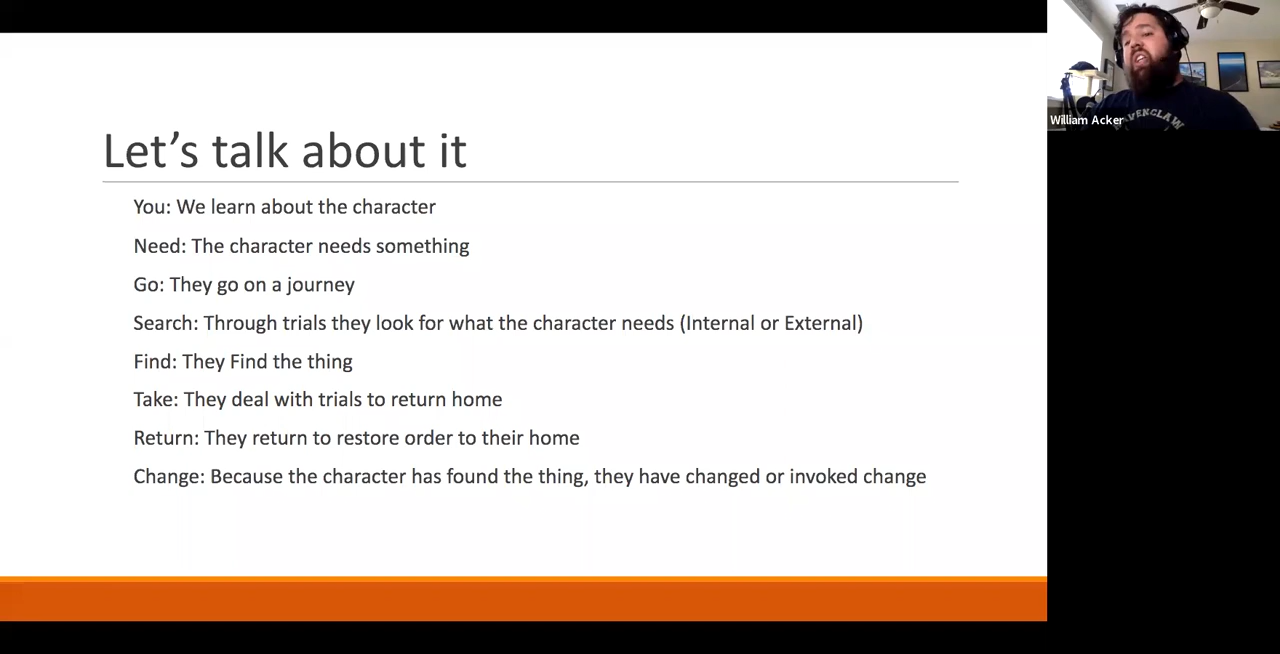 Let's talk about it
You: We learn about the character
Need: The character needs something
Go: They go on a journey
Search: Through trials they look for what the character needs (Internal or External)
Find: They Find the thing
Take: They deal with trials to return home
Return: They return to restore order to their home
Change: Because the character has found the thing, they have changed or invoked change
William Acker